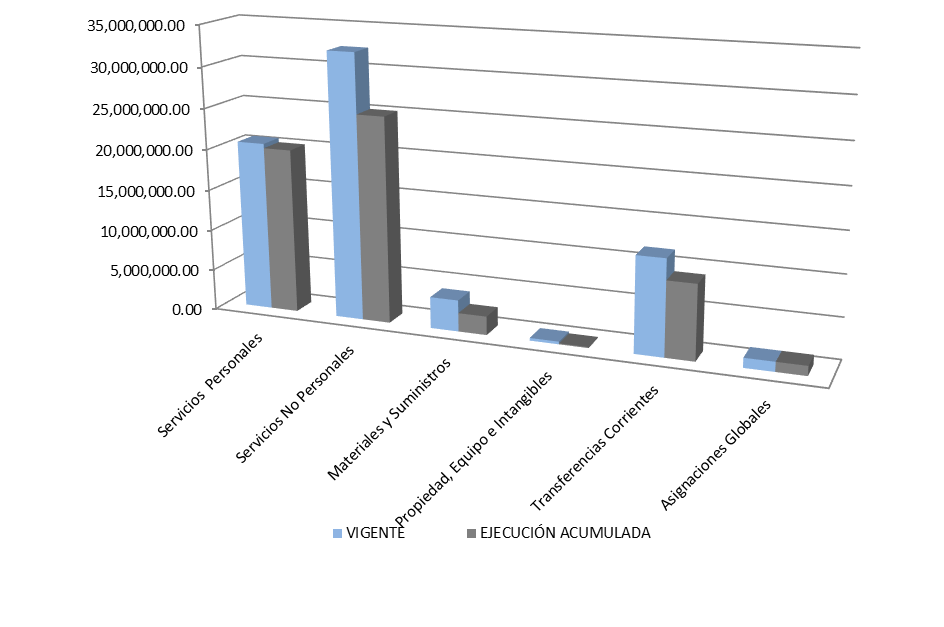 35,000,000.00
30,000,000.00
25,000,000.00
20,000,000.00
15,000,000.00
10,000,000.00
5,000,000.00
0.00
Servicios Personales
Servicios No Personales
Materiales y Suministros
Propiedad, Equipo e Intangibles
Transferencias Corrientes
Asignaciones Globales
VIGENTE
EJECUCIÓN ACUMULADA